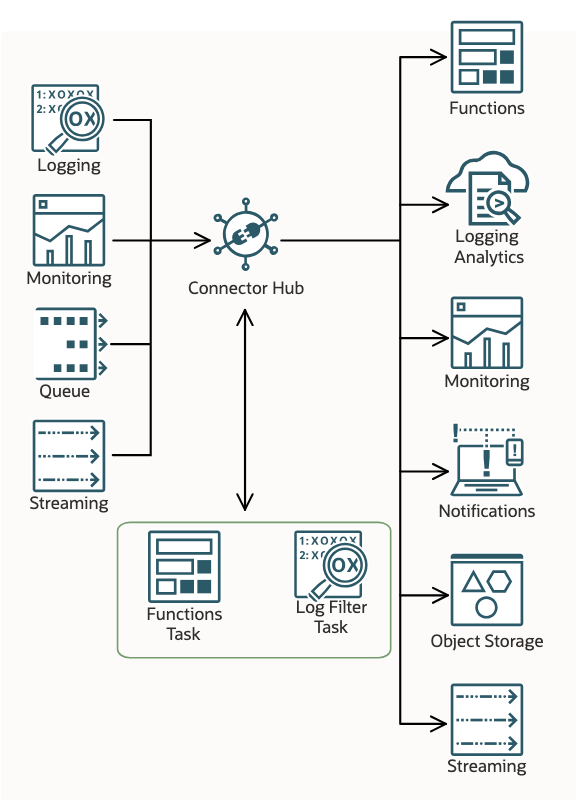 1: XOXOX
2: XO
OX
Logging
Monitoring
Queue
Streaming
Connector Hub
Functions
Task
1: XOXOX
2: XO
OX
Log Filter
Task
Functions
Logging
Analytics
Monitoring
!
!
!
Notifications
Object Storage
Streaming